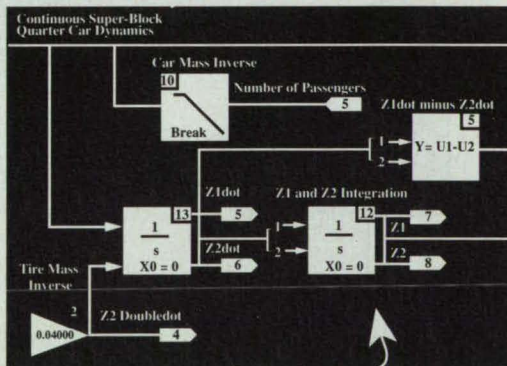 Continuous Super-Block
Quarter Car Dynamics
Car Mass Inverse
10
Break
Number of Passengers
5
Z1dot minus Z2dot
5
1
2
Y= U1-U2
Z1dot
13
5
1
s
X0 = 0
Z2dot
6
Z1 and Z2 Integration
1
2
12
1
s
X0 = 0
7
Z1
Z2
8
Tire Mass
Inverse
2
0.04000
Z2 Doubledot
4